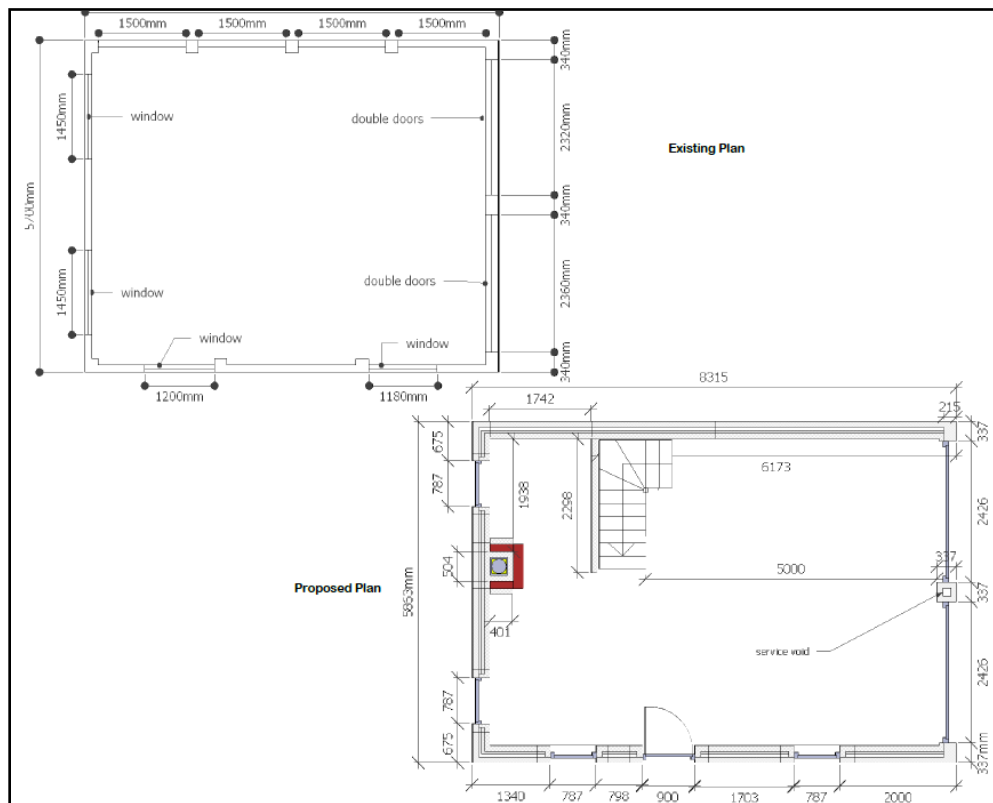 1500mm
1500mm
1500mm
1500mm
5700mm
1450mm
1450mm
window
window
window
window
double doors
double doors
340mm
2320mm
340mm
2360mm
340mm
1200mm
1180mm
Existing Plan
8315
1742
215
337
675
787
1938
2298
6173
2426
504
5863mm
Proposed Plan
337
5000
337
401
service void
2426
787
675
337mm
1340
787
798
900
1703
787
2000